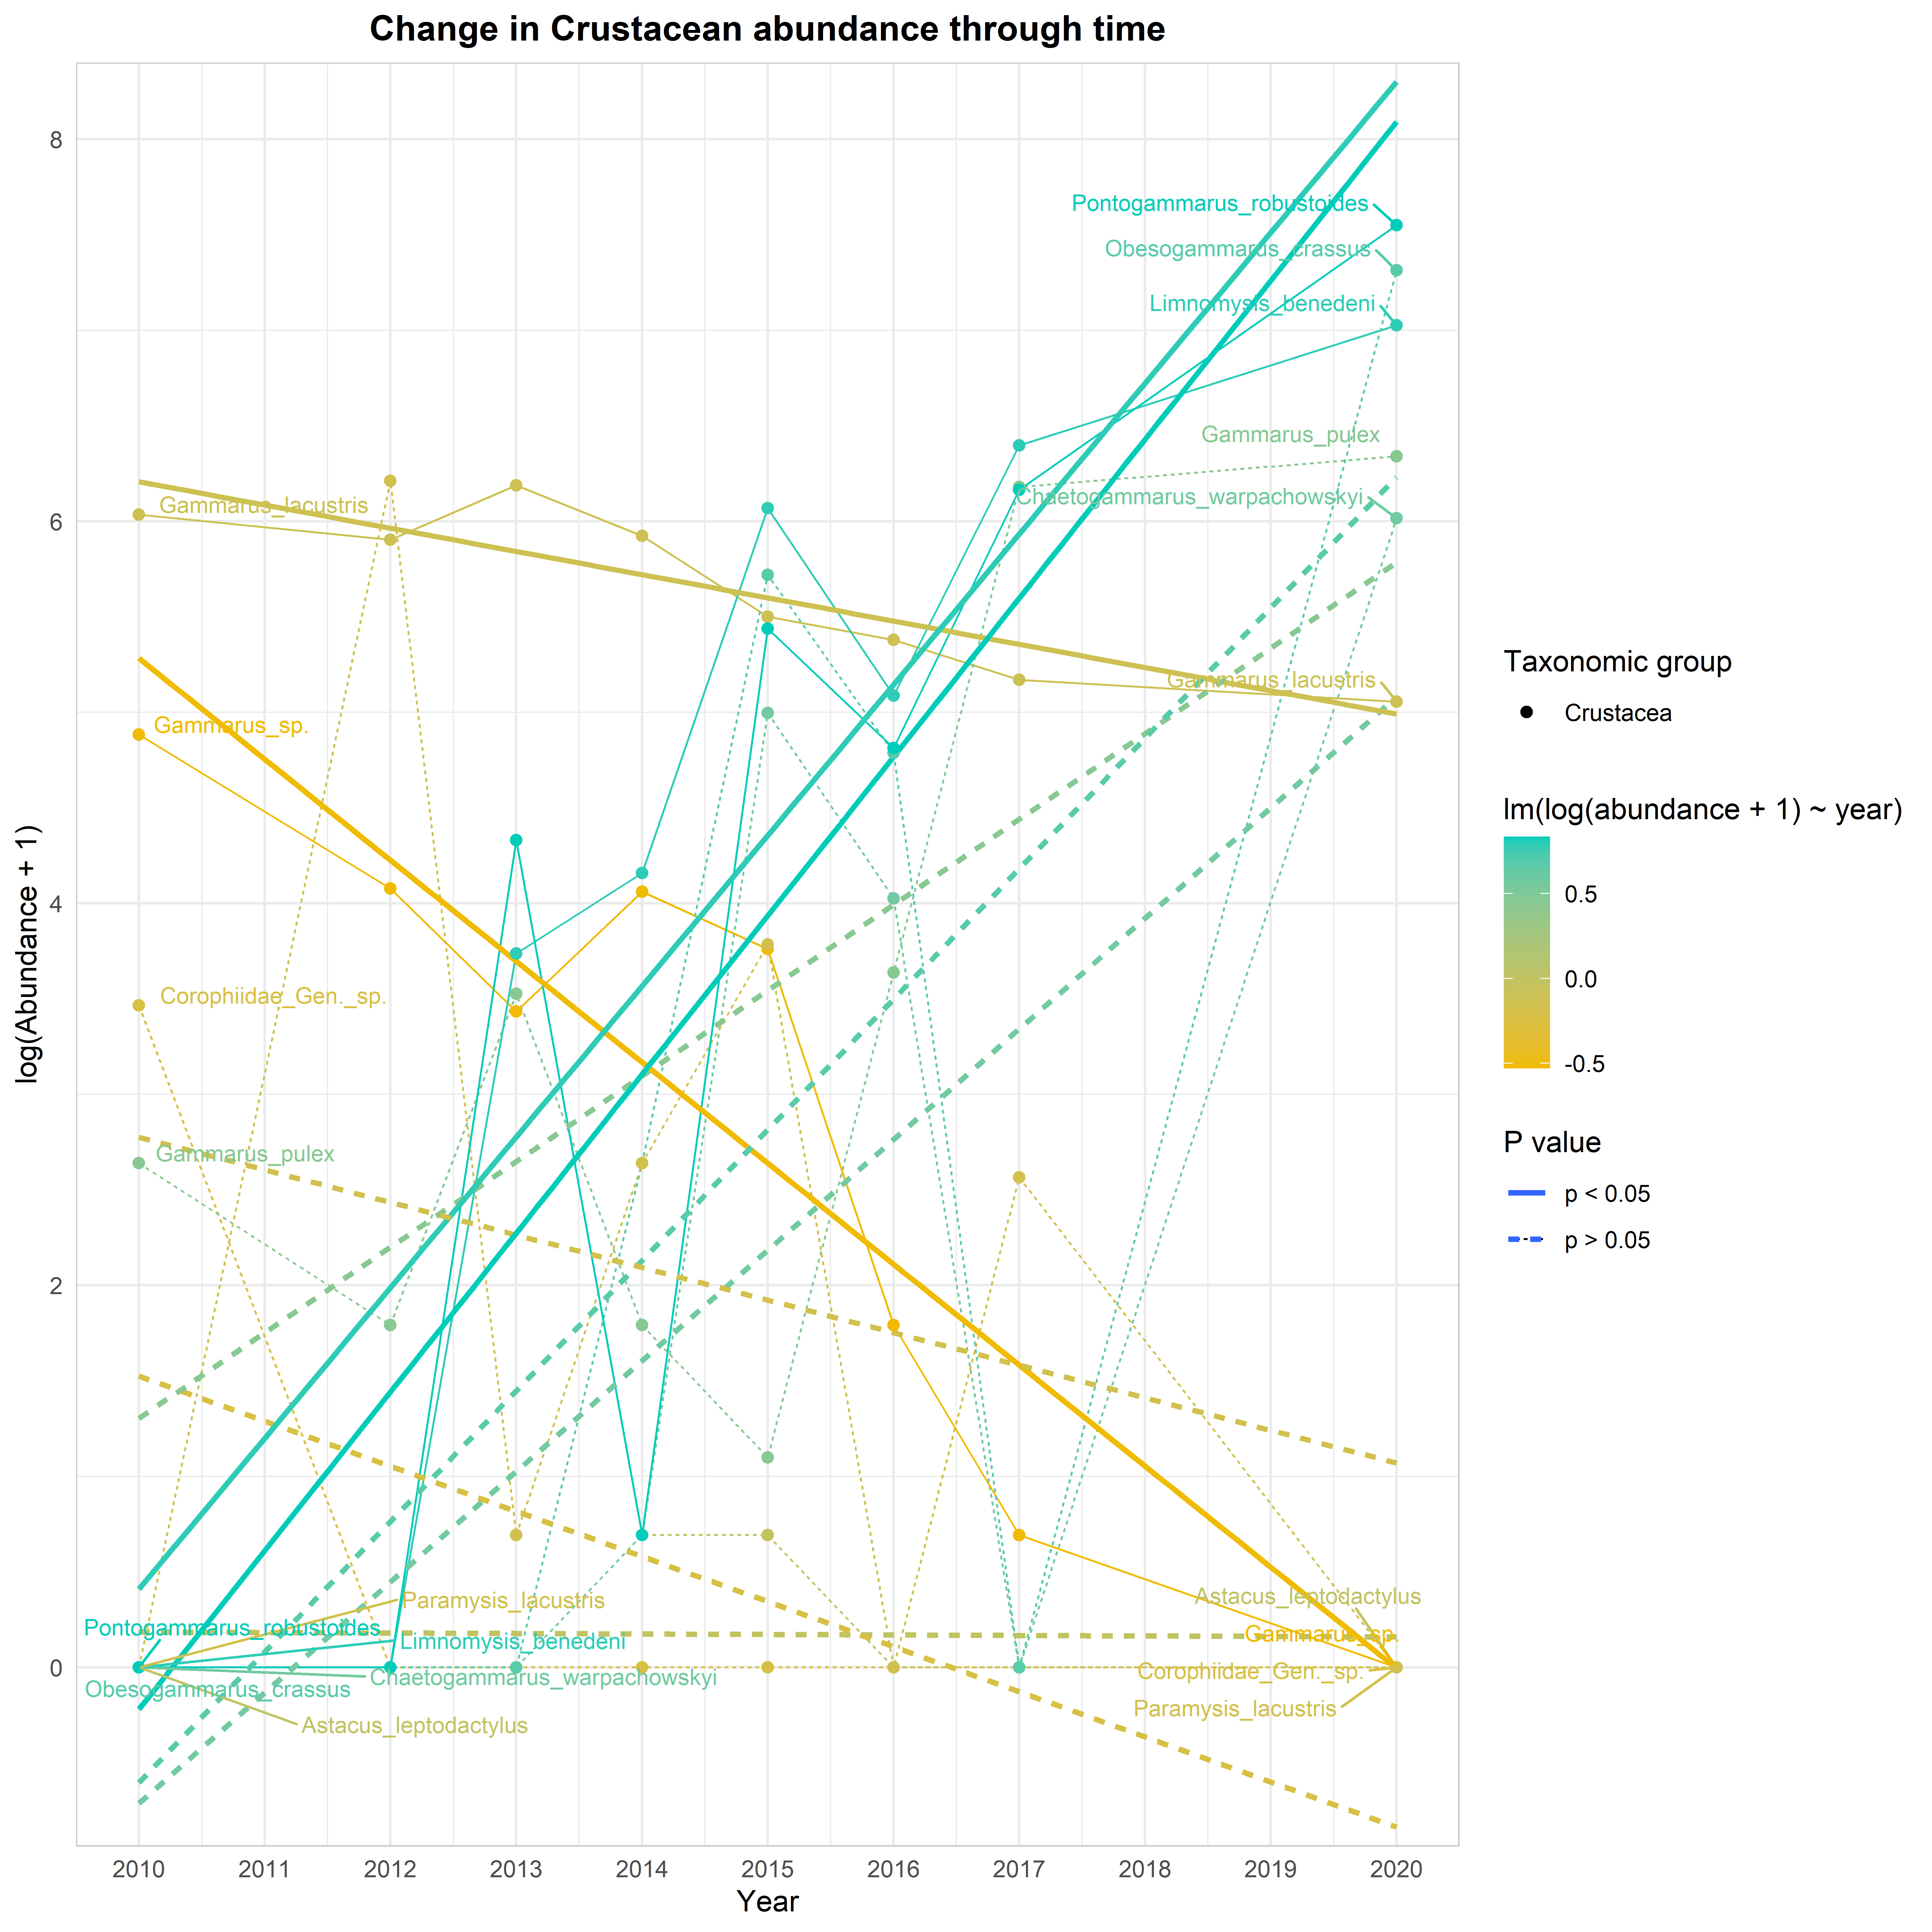 Change in Crustacean abundance through time
8
6
4
2
0
log(Abundance + 1)
Pontogammarus_robustoides
Obesogammarus_crassus
Limnomysis_benedeni
Gammarus_pulex
Chaetogammarus_warpachowskyi
Gammarus_lacustris
Gammarus_lacustris
Gammarus_sp.
Corophiidae_Gen._sp.
Gammarus_pulex
Paramysis_lacustris
Pontogammarus_robustoides
Limnomysis_benedeni
Chaetogammarus_warpachowskyi
Obesogammarus_crassus
Astacus_leptodactylus
Astacus_leptodactylus
Gammarus_sp.
Corophiidae_Gen._sp.
Paramysis_lacustris
2010 2011 2012 2013 2014 2015 2016 2017 2018 2019 2020
Year
Taxonomic group
Crustacea
lm(log(abundance + 1) ~ year)
0.5
0.0
-0.5
P value
p < 0.05
p > 0.05